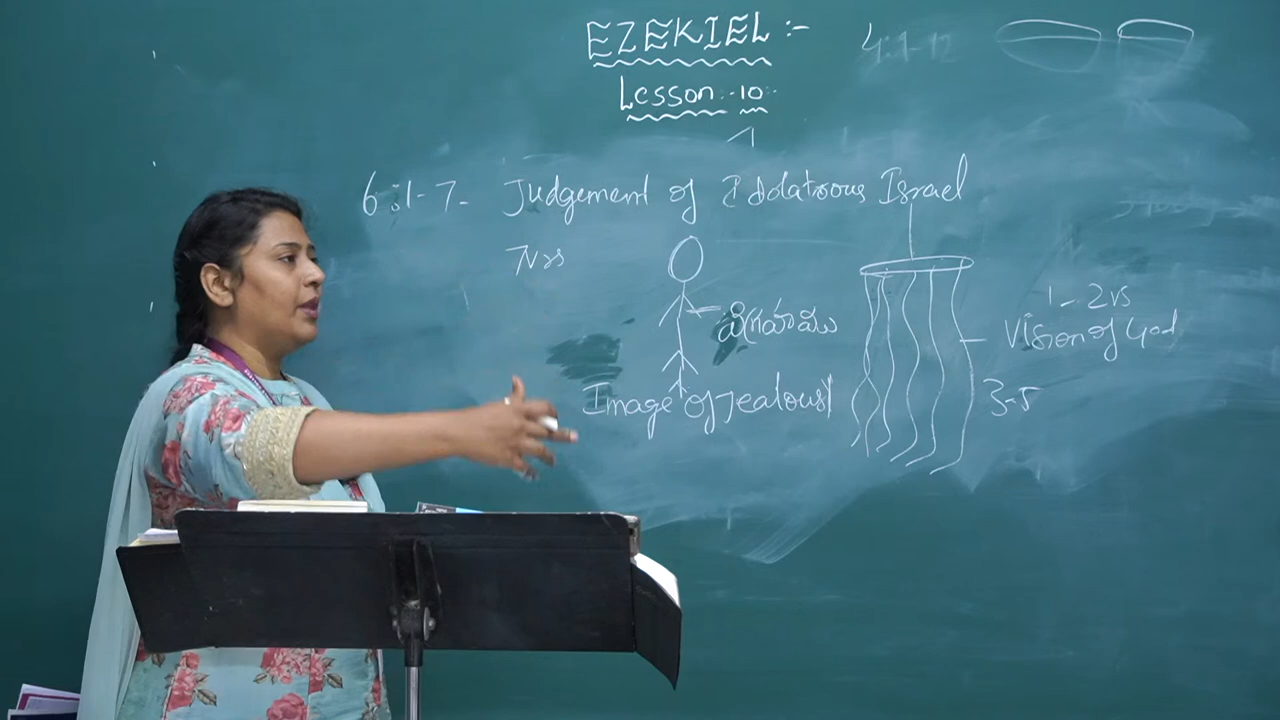 EZEKIEL :-
4:1-12
Lesson :- 10 :-
6:1-7- Judgement of Idolatrous Israel
7Vss
1-2vs
విగ్రహము
Vision of God
Image of Jealousy
3-5